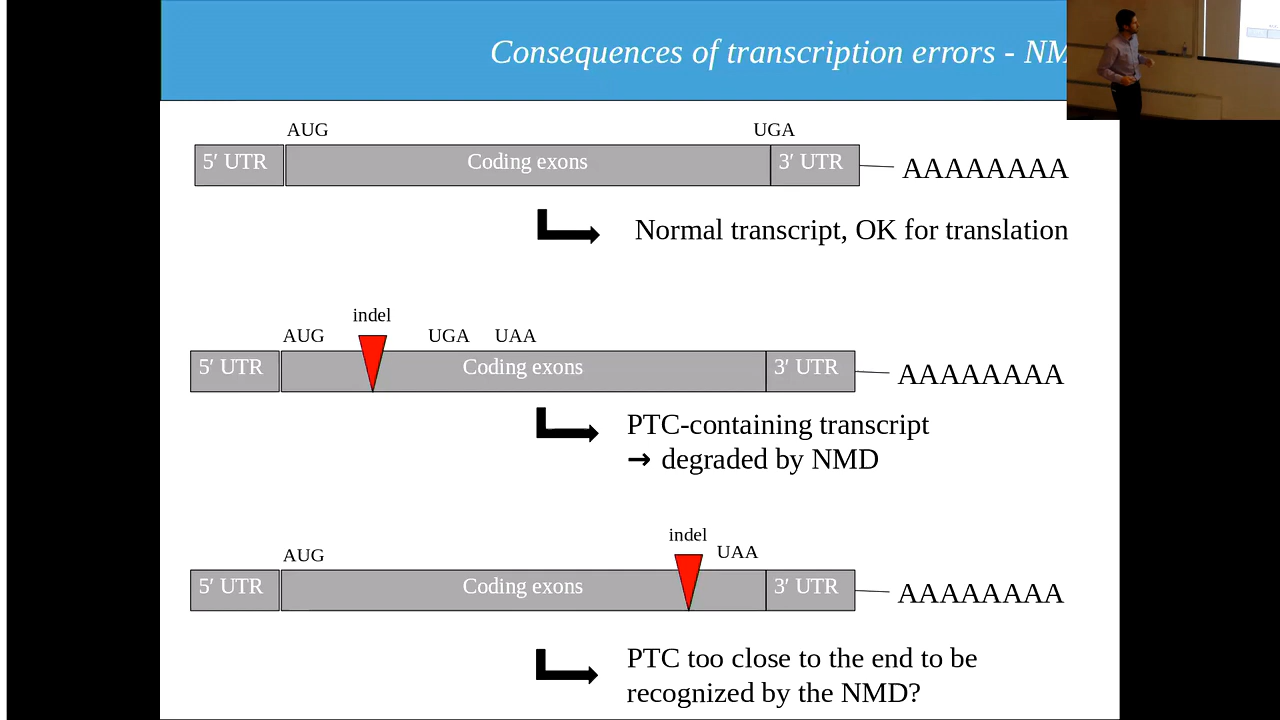 Consequences of transcription errors - NM
AUG UGA
5′ UTR Coding exons 3′ UTR AAAAAAAA
Normal transcript, OK for translation
indel
AUG UGA UAA
5′ UTR Coding exons 3′ UTR AAAAAAAA
PTC-containing transcript
→ degraded by NMD
indel
AUG UAA
5′ UTR Coding exons 3′ UTR AAAAAAAA
PTC too close to the end to be
recognized by the NMD?